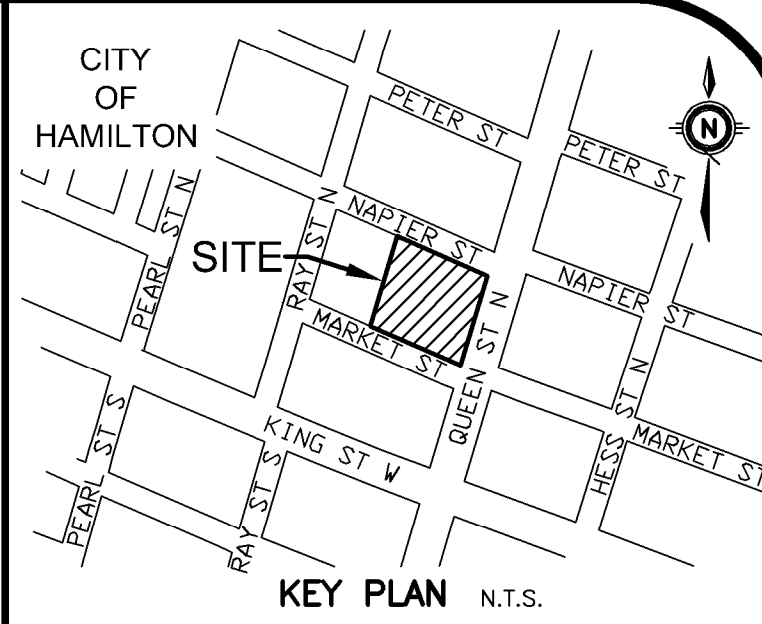 CITY
OF
HAMILTON
PETER ST
PETER ST
N
NAPIER ST
SITE
RAY ST N
PEARL ST N
NAPIER ST
MARKET ST
QUEEN ST N
HESS ST N
MARKET ST
KING ST W
PEARL ST S
RAY ST S
KEY PLAN N.T.S.